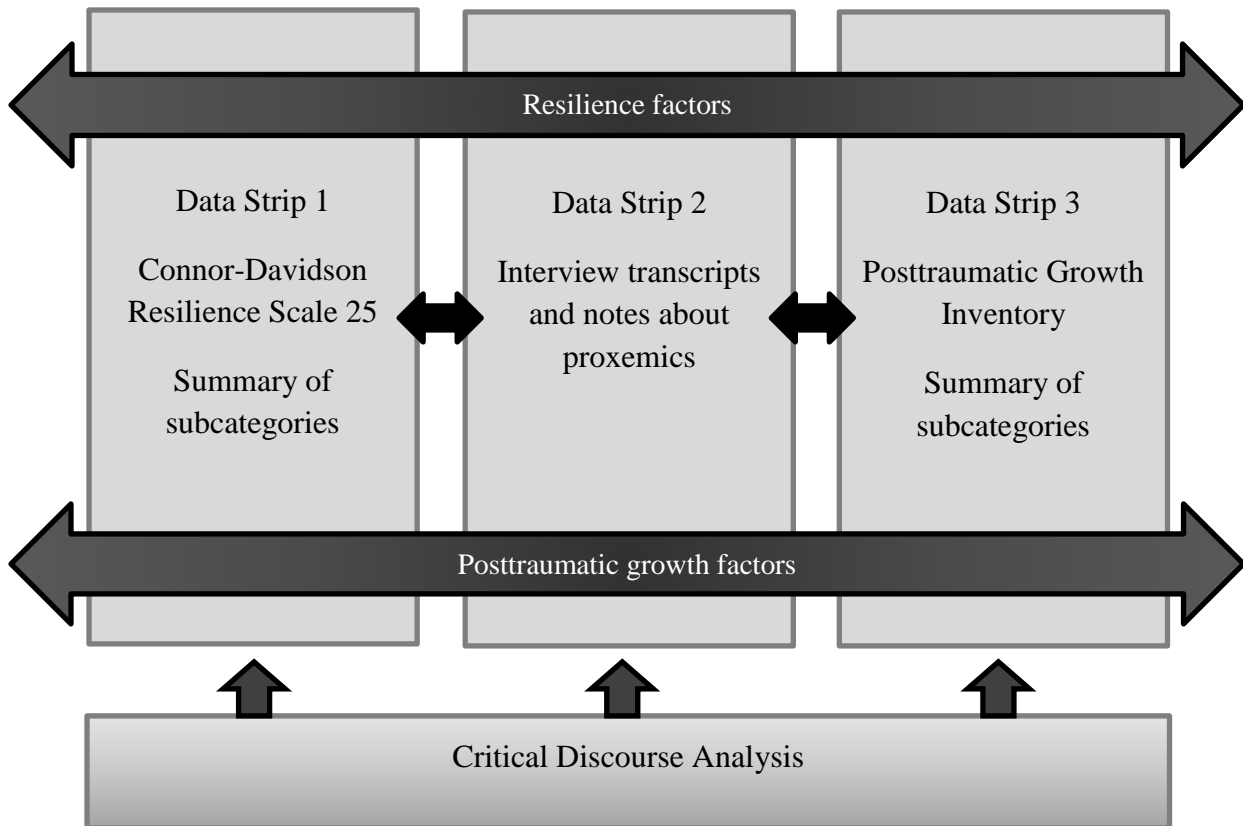 Resilience factors
Data Strip 1
Connor-Davidson
Resilience Scale 25
Summary of
subcategories
Data Strip 2
Interview transcripts
and notes about
proxemics
Data Strip 3
Posttraumatic Growth
Inventory
Summary of
subcategories
Posttraumatic growth factors
Critical Discourse Analysis